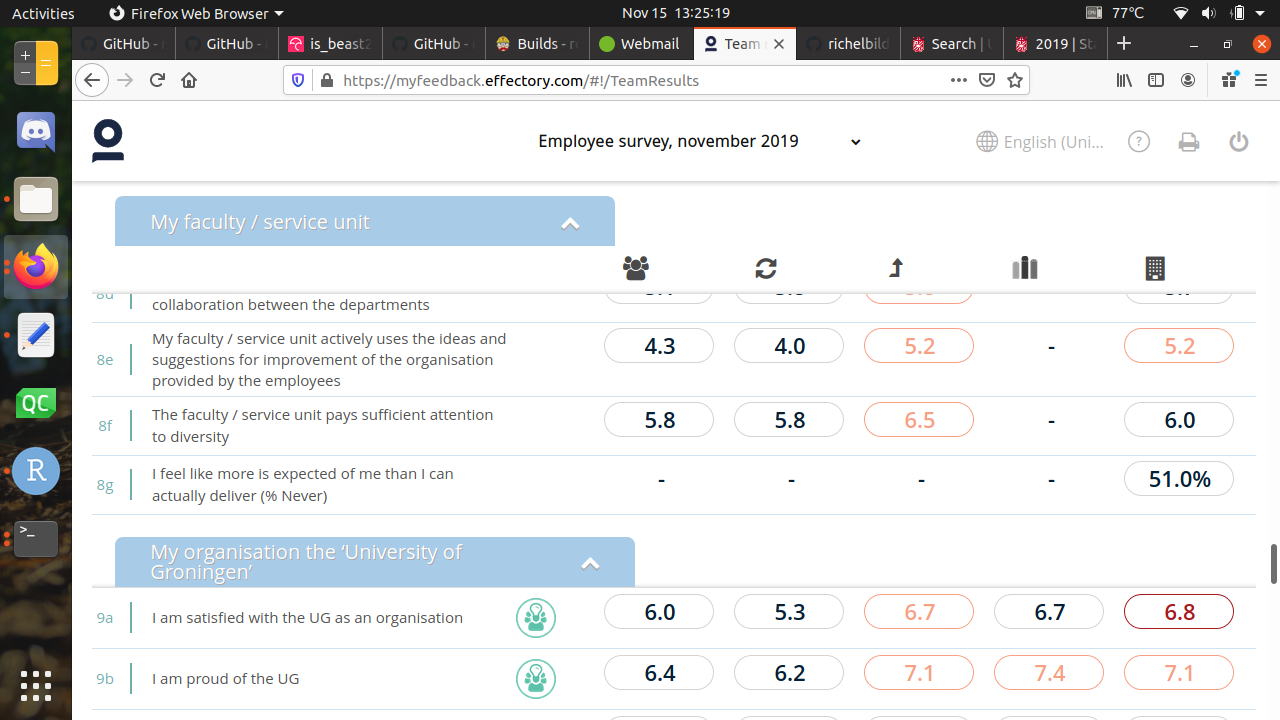 Activities
Firefox Web Browser
Nov 15 13:25:19
77°C
GitHub -
GitHub -
is_beast2
GitHub -
Builds - r
Webmail
Team
richelbild
Search |
2019 | St
https://myfeedback.effectory.com/#!/TeamResults
Employee survey, november 2019
English (Uni...
?
My faculty / service unit
8d
collaboration between the departments
8e
My faculty / service unit actively uses the ideas and
suggestions for improvement of the organisation
provided by the employees
4.3
4.0
5.2
-
5.2
8f
The faculty / service unit pays sufficient attention
to diversity
5.8
5.8
6.5
-
6.0
8g
I feel like more is expected of me than I can
actually deliver (% Never)
-
-
-
-
51.0%
My organisation the ‘University of
Groningen’
9a
I am satisfied with the UG as an organisation
6.0
5.3
6.7
6.7
6.8
9b
I am proud of the UG
6.4
6.2
7.1
7.4
7.1
QC
R
>_